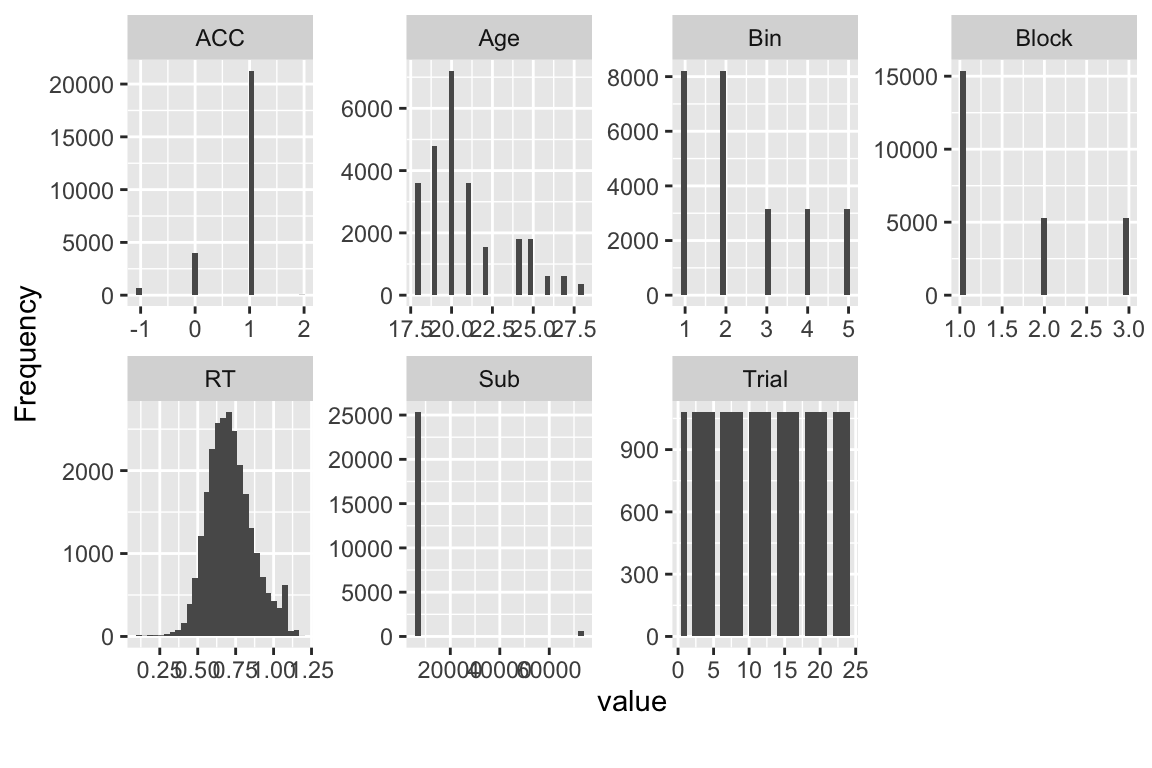 ACC
Age
Bin
Block
20000
15000
10000
5000
0
6000
4000
2000
0
8000
6000
4000
2000
0
15000
10000
5000
0
-1 0 1 2
17.5 20.0 22.5 25.0 27.5
1 2 3 4 5
1.0 1.5 2.0 2.5 3.0
Frequency
RT
Sub
Trial
2000
1000
0
25000
20000
15000
10000
5000
0
900
600
300
0
0.25 0.50 0.75 1.00 1.25
20000 40000 60000
0 5 10 15 20 25
value